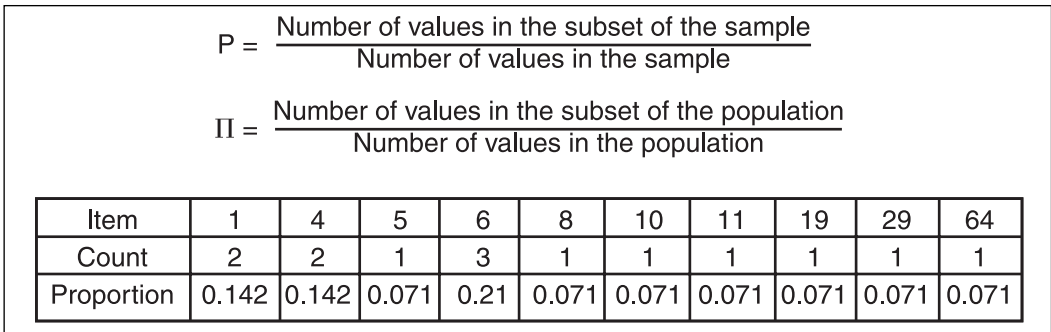 P = Number of values in the subset of the sample
Number of values in the sample
Π = Number of values in the subset of the population
Number of values in the population
Item 1 4 5 6 8 10 11 19 29 64
Count 2 2 1 3 1 1 1 1 1 1
Proportion 0.142 0.142 0.071 0.21 0.071 0.071 0.071 0.071 0.071 0.071